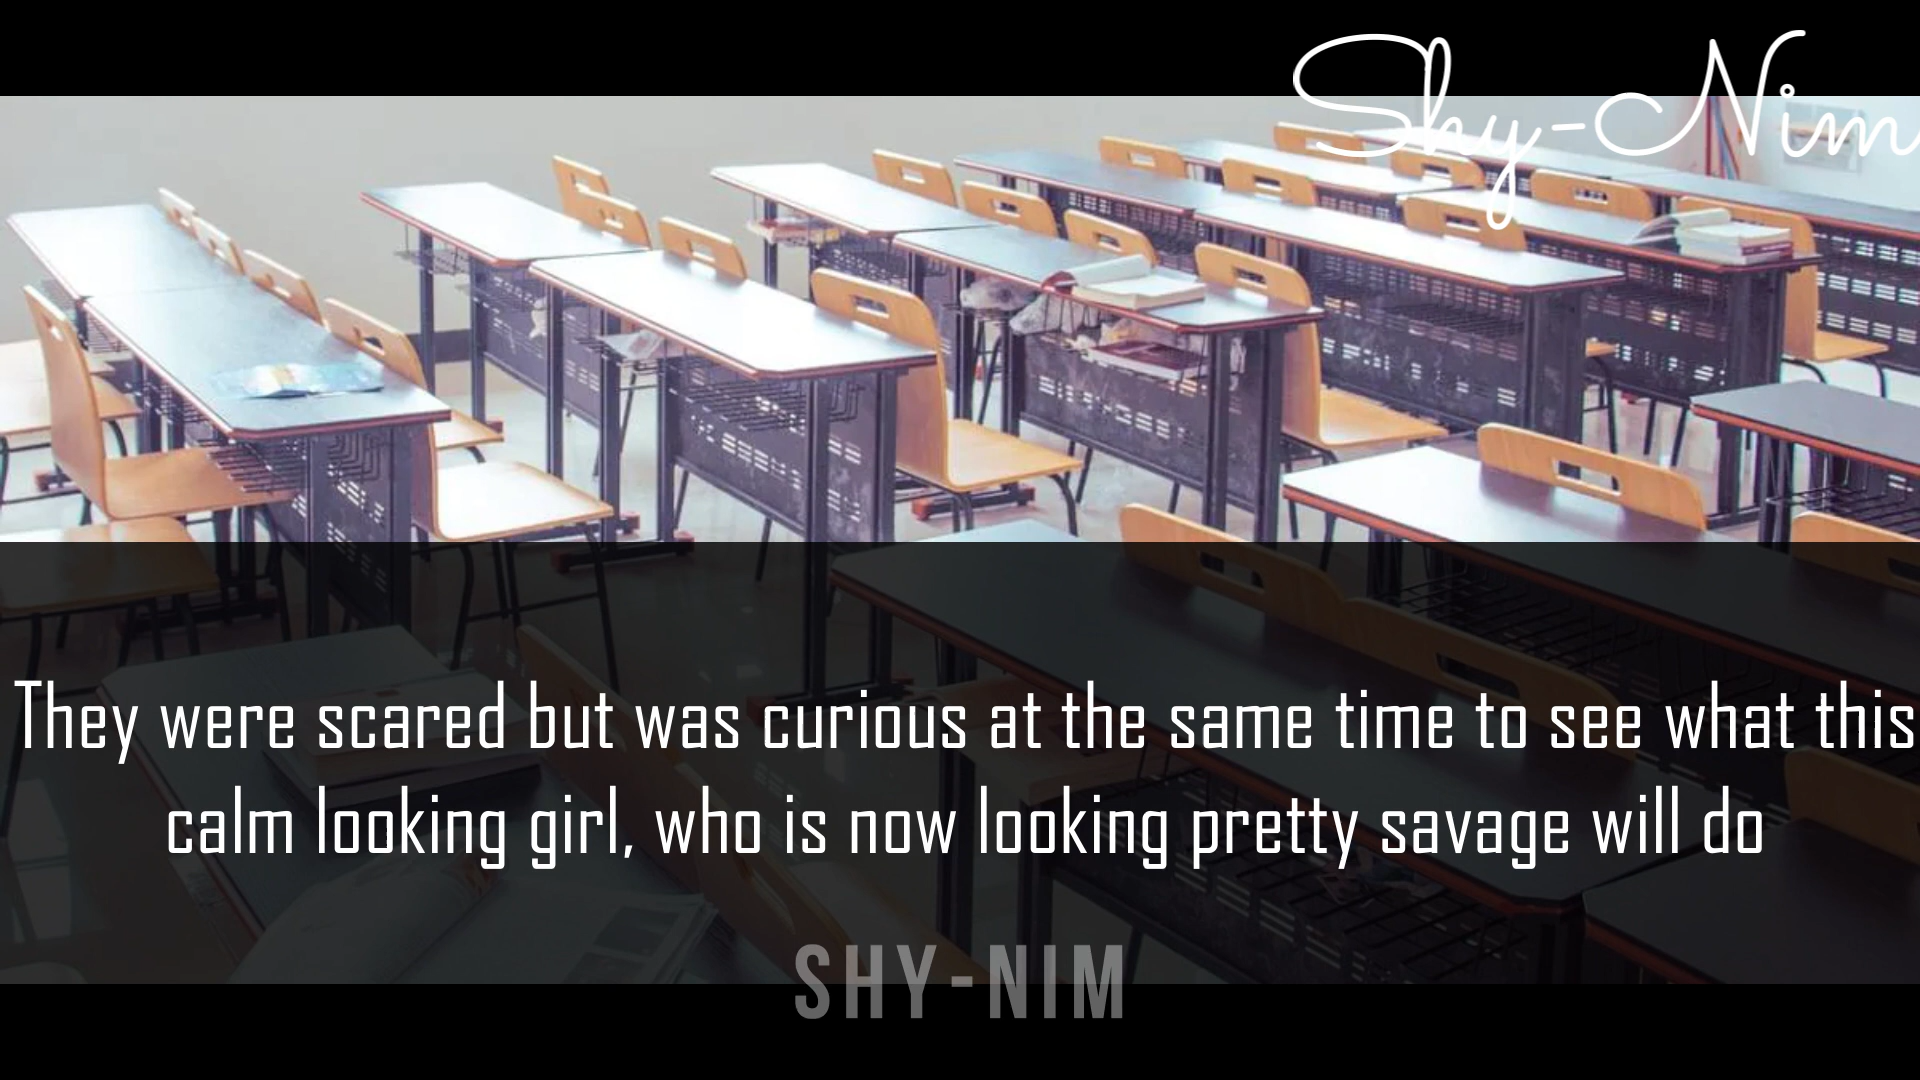 Shy-Nim
They were scared but was curious at the same time to see what this
calm looking girl, who is now looking pretty savage will do
SHY-NIM